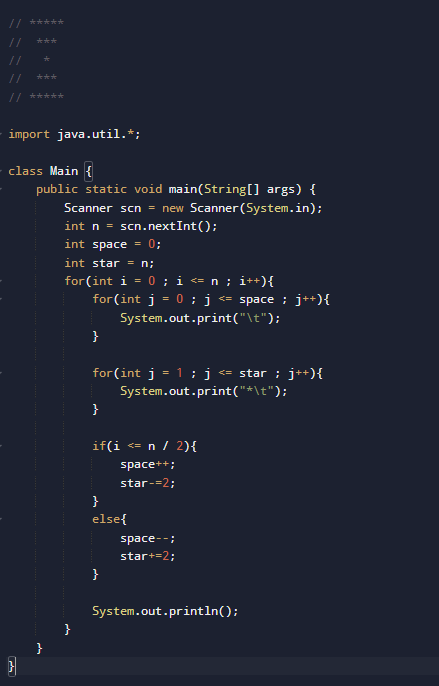 // *****
//  ***
//   *
//  ***
// *****

import java.util.*;

class Main {
    public static void main(String[] args) {
        Scanner scn = new Scanner(System.in);
        int n = scn.nextInt();
        int space = 0;
        int star = n;
        for(int i = 0 ; i <= n ; i++){
            for(int j = 0 ; j <= space ; j++){
                System.out.print("\t");
            }

            for(int j = 1 ; j <= star ; j++){
                System.out.print("*\t");
            }

            if(i <= n / 2){
                space++;
                star-=2;
            }
            else{
                space--;
                star+=2;
            }

            System.out.println();
        }
    }
}